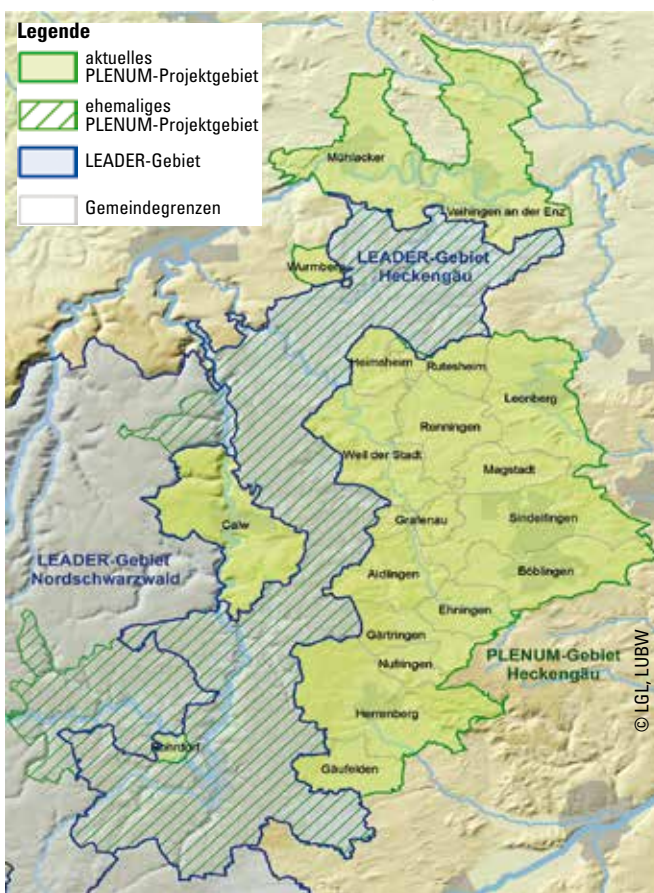 Legende
aktuelles
PLENUM-Projektgebiet
ehemaliges
PLENUM-Projektgebiet
LEADER-Gebiet
Gemeindegrenzen
Mühlacker
Vaihingen an der Enz
Wurmberg
LEADER-Gebiet
Heckengäu
Heimsheim
Rutesheim
Leonberg
Renningen
Weil der Stadt
Magstadt
Grafenau
Sindelfingen
Calw
LEADER-Gebiet
Nordschwarzwald
Aidlingen
Böblingen
Ehningen
Gärtringen
Nufringen
PLENUM-Gebiet
Heckengäu
Herrenberg
Rohrdorf
Gäufelden
© LGL, LUBW